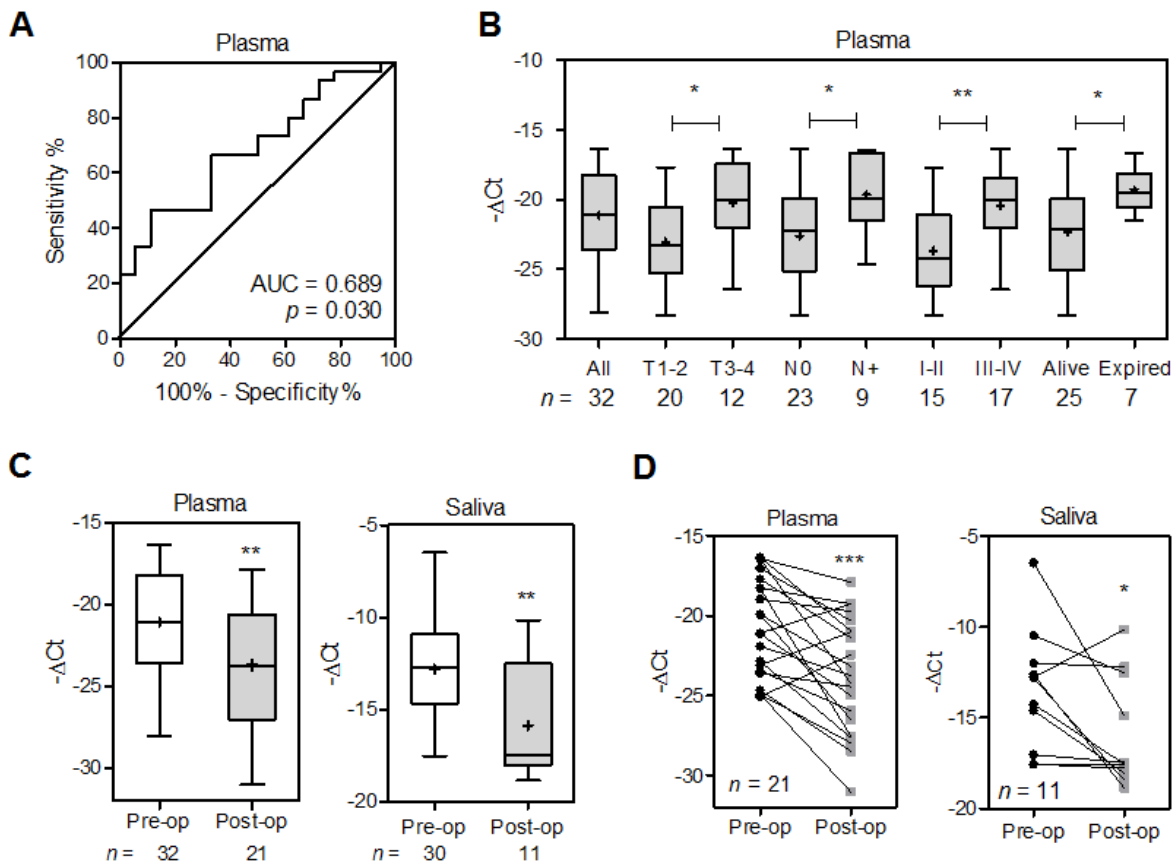 A
Plasma
100
80
60
40
20
0
Sensitivity %
AUC = 0.689
p = 0.030
0 20 40 60 80 100
100% - Specificity%
B
Plasma
-10
-15
-20
-25
-30
-ΔCt
* * ** *
All T1-2 T3-4 N0 N+ I-II III-IV Alive Expired
n = 32 20 12 23 9 15 17 25 7
C
Plasma
-15
-20
-25
-30
-ΔCt
**
Pre-op Post-op
n = 32 21
Saliva
-5
-10
-15
-20
-ΔCt
**
Pre-op Post-op
30 11
D
Plasma
-15
-20
-25
-30
-ΔCt
***
n = 21
Pre-op Post-op
Saliva
-5
-10
-15
-20
-ΔCt
*
n = 11
Pre-op Post-op